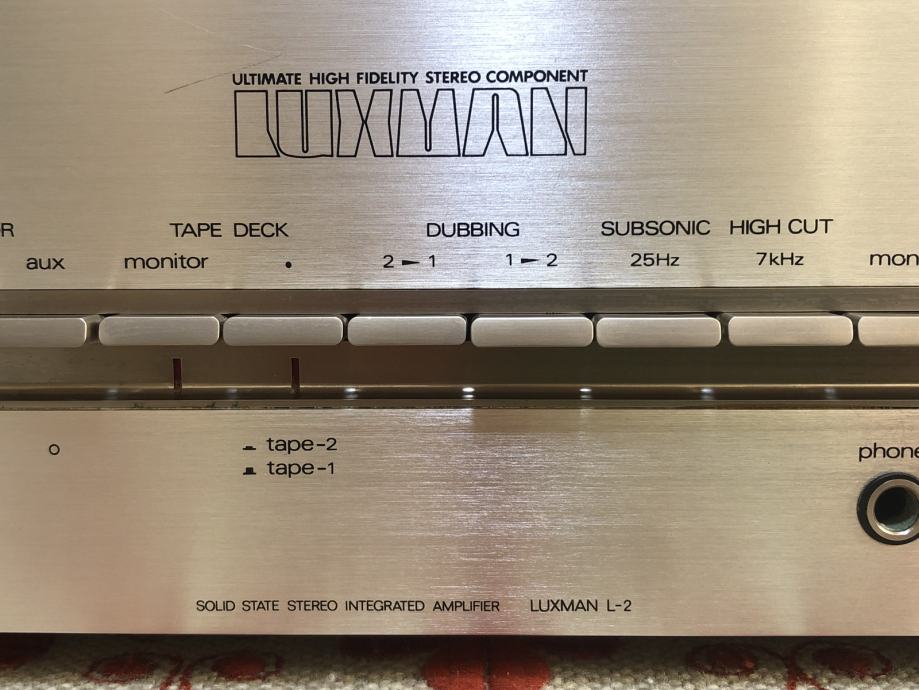 ULTIMATE HIGH FIDELITY STEREO COMPONENT
LUXMAN
TAPE DECK DUBBING SUBSONIC HIGH CUT
aux monitor • 2 ► 1 1 ► 2 25Hz 7kHz
tape-2
tape-1
SOLID STATE STEREO INTEGRATED AMPLIFIER LUXMAN L-2